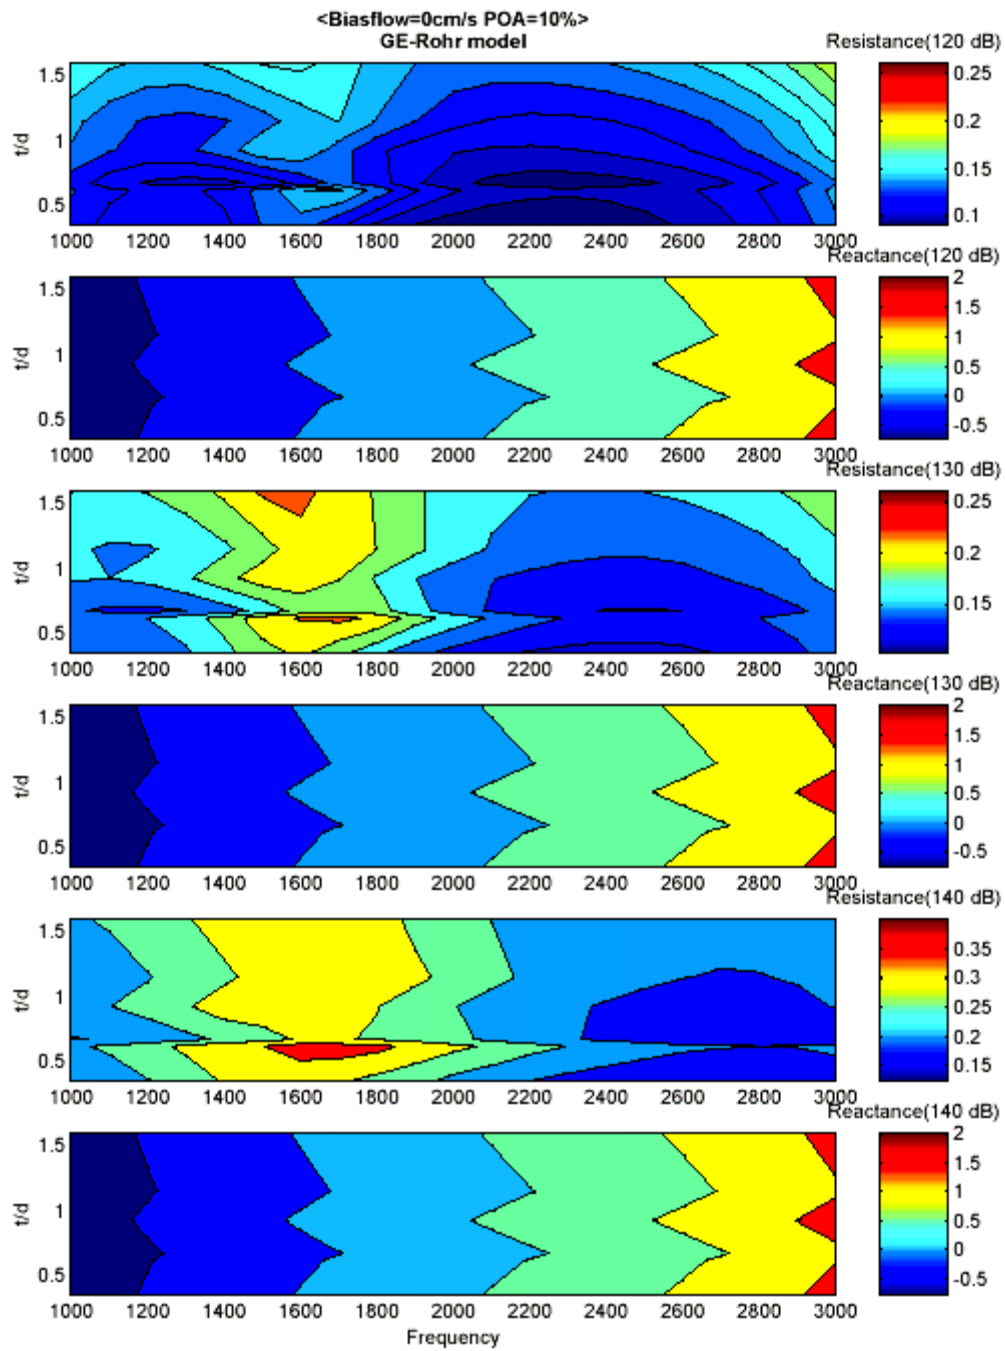 <Biasflow=0cm/s POA=10%>
GE-Rohr model
Resistance(120 dB)
t/d
1.5
1
0.5
1000 1200 1400 1600 1800 2000 2200 2400 2600 2800 3000
0.25
0.2
0.15
0.1
Reactance(120 dB)
t/d
1.5
1
0.5
1000 1200 1400 1600 1800 2000 2200 2400 2600 2800 3000
2
1.5
1
0.5
0
-0.5
Resistance(130 dB)
t/d
1.5
1
0.5
1000 1200 1400 1600 1800 2000 2200 2400 2600 2800 3000
0.25
0.2
0.15
Reactance(130 dB)
t/d
1.5
1
0.5
1000 1200 1400 1600 1800 2000 2200 2400 2600 2800 3000
2
1.5
1
0.5
0
-0.5
Resistance(140 dB)
t/d
1.5
1
0.5
1000 1200 1400 1600 1800 2000 2200 2400 2600 2800 3000
0.35
0.3
0.25
0.2
0.15
Reactance(140 dB)
t/d
1.5
1
0.5
1000 1200 1400 1600 1800 2000 2200 2400 2600 2800 3000
2
1.5
1
0.5
0
-0.5
Frequency